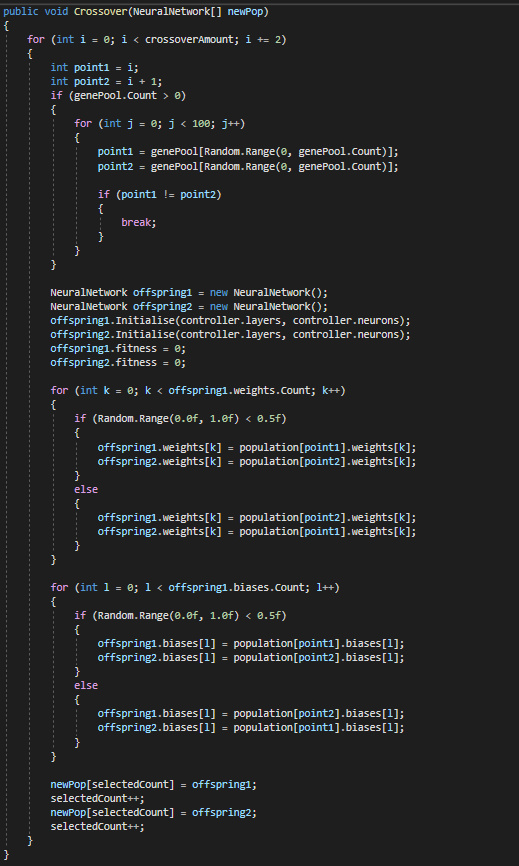 public void Crossover(NeuralNetwork[] newPop)
{
for (int i = 0; i < crossoverAmount; i += 2)
{
int point1 = i;
int point2 = i + 1;
if (genePool.Count > 0)
{
for (int j = 0; j < 100; j++)
{
point1 = genePool[Random.Range(0, genePool.Count)];
point2 = genePool[Random.Range(0, genePool.Count)];
if (point1 != point2)
{
break;
}
}
}
NeuralNetwork offspring1 = new NeuralNetwork();
NeuralNetwork offspring2 = new NeuralNetwork();
offspring1.Initialise(controller.layers, controller.neurons);
offspring2.Initialise(controller.layers, controller.neurons);
offspring1.fitness = 0;
offspring2.fitness = 0;
for (int k = 0; k < offspring1.weights.Count; k++)
{
if (Random.Range(0.0f, 1.0f) < 0.5f)
{
offspring1.weights[k] = population[point1].weights[k];
offspring2.weights[k] = population[point2].weights[k];
}
else
{
offspring1.weights[k] = population[point2].weights[k];
offspring2.weights[k] = population[point1].weights[k];
}
}
for (int l = 0; l < offspring1.biases.Count; l++)
{
if (Random.Range(0.0f, 1.0f) < 0.5f)
{
offspring1.biases[l] = population[point1].biases[l];
offspring2.biases[l] = population[point2].biases[l];
}
else
{
offspring1.biases[l] = population[point2].biases[l];
offspring2.biases[l] = population[point1].biases[l];
}
}
newPop[selectedCount] = offspring1;
selectedCount++;
newPop[selectedCount] = offspring2;
selectedCount++;
}
}